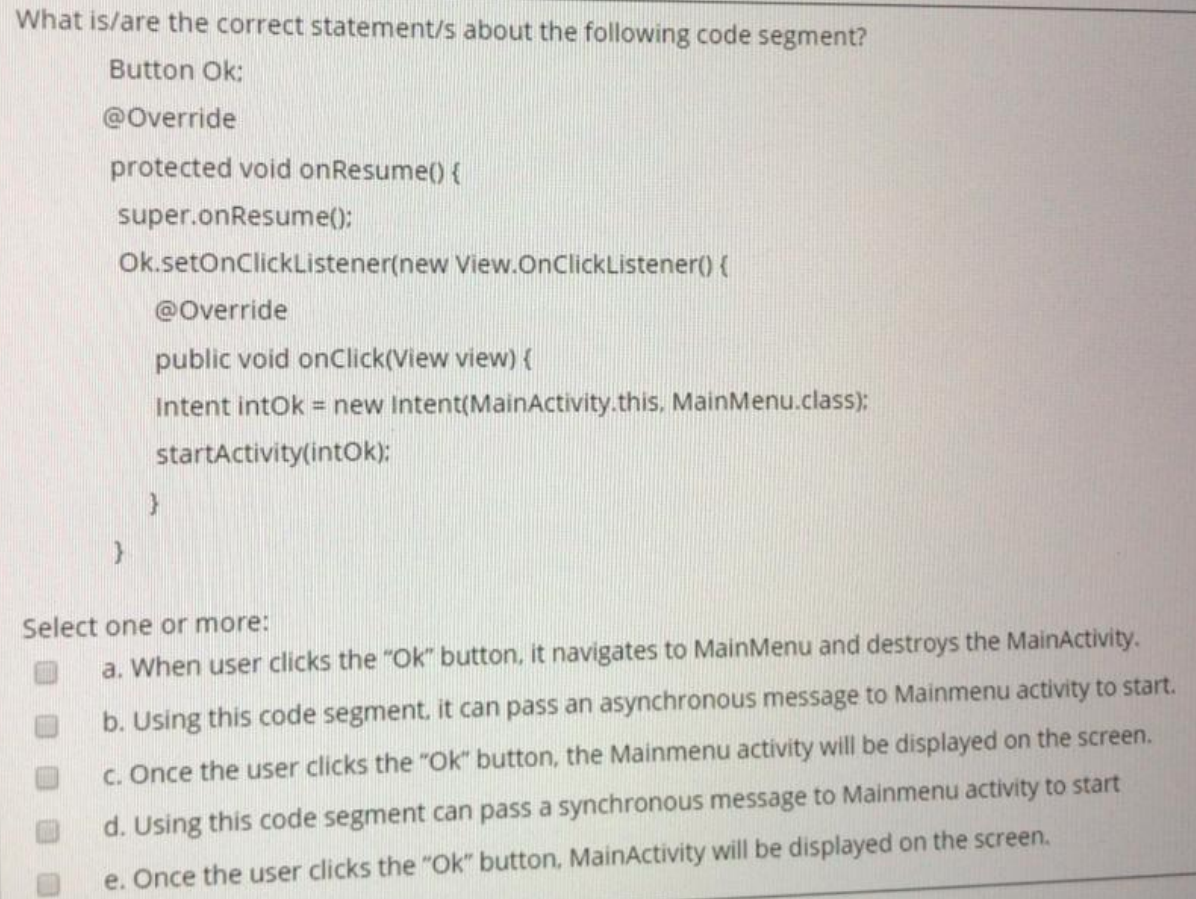 What is/are the correct statement/s about the following code segment?
Button Ok;
@Override
protected void onResume() {
super.onResume();
Ok.setOnClickListener(new View.OnClickListener() {
@Override
public void onClick(View view) {
Intent intOk = new Intent(MainActivity.this, MainMenu.class);
startActivity(intOk);
}
}
Select one or more:
a. When user clicks the "Ok" button, it navigates to MainMenu and destroys the MainActivity.
b. Using this code segment, it can pass an asynchronous message to Mainmenu activity to start.
c. Once the user clicks the "Ok" button, the Mainmenu activity will be displayed on the screen.
d. Using this code segment can pass a synchronous message to Mainmenu activity to start
e. Once the user clicks the "Ok" button, MainActivity will be displayed on the screen.